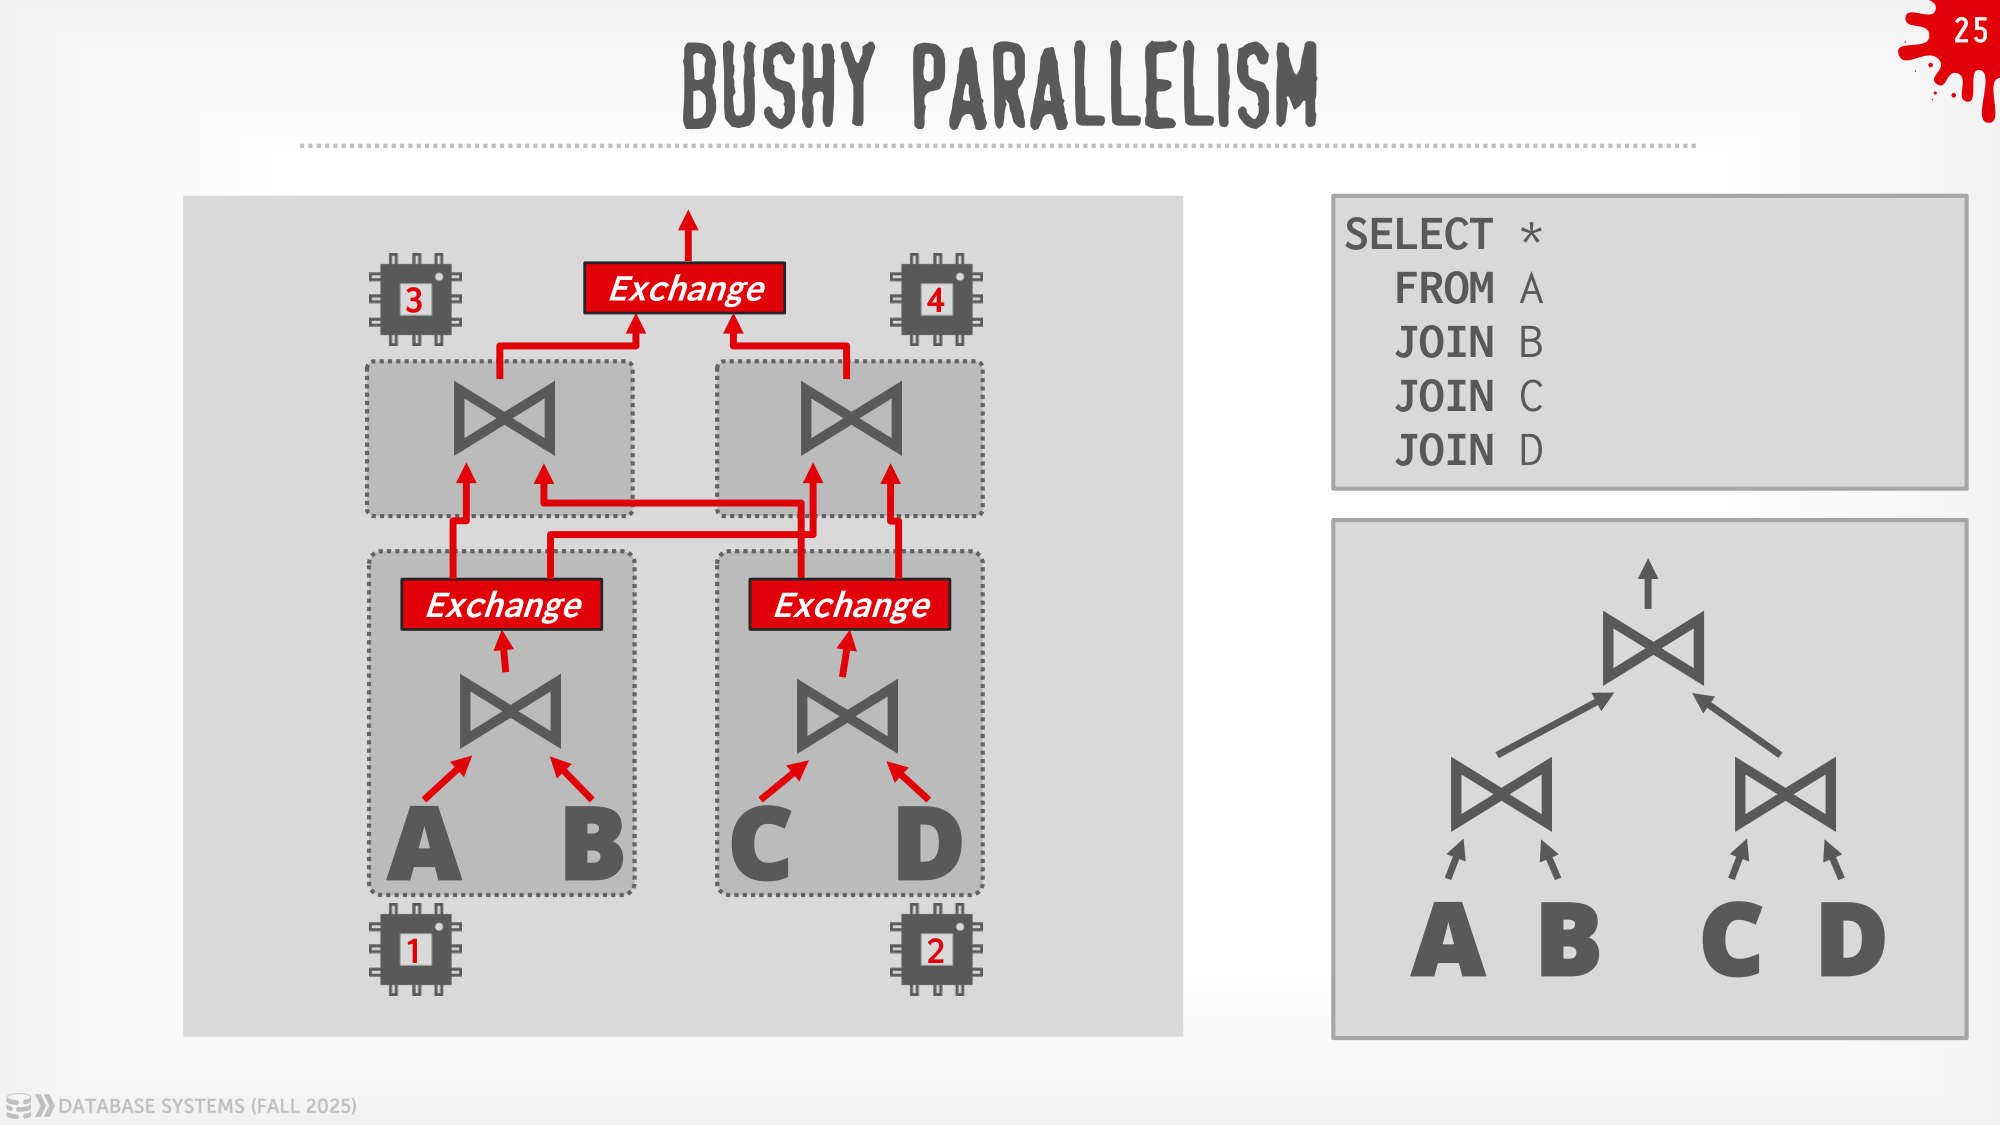 BUSHY PARALLELISM
25
Exchange
3
4
Exchange
Exchange
A B C D
1
2
SELECT *
FROM A
JOIN B
JOIN C
JOIN D
A B C D
DATABASE SYSTEMS (FALL 2025)